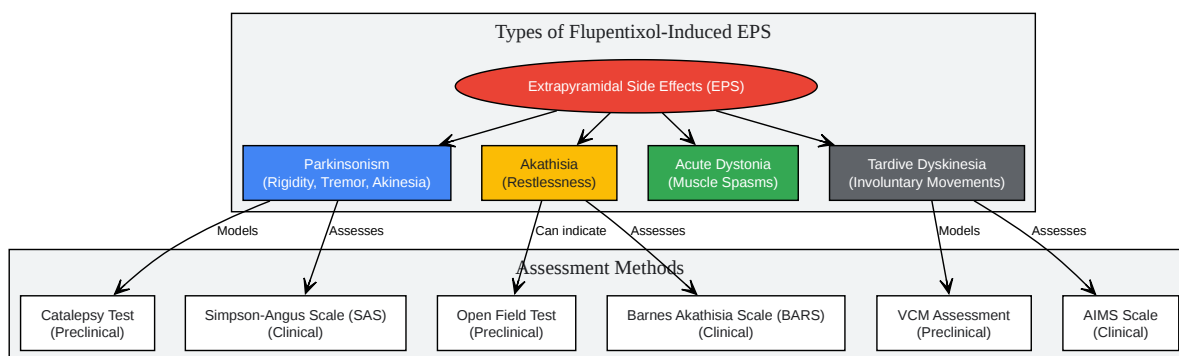 Types of Flupentixol-Induced EPS
Extrapyramidal Side Effects (EPS)
Parkinsonism
(Rigidity, Tremor, Akinesia)
Akathisia
(Restlessness)
Acute Dystonia
(Muscle Spasms)
Tardive Dyskinesia
(Involuntary Movements)
Models
Assesses
Can indicate
Assesses
Models
Assesses
Assessment Methods
Catalepsy Test
(Preclinical)
Simpson-Angus Scale (SAS)
(Clinical)
Open Field Test
(Preclinical)
Barnes Akathisia Scale (BARS)
(Clinical)
VCM Assessment
(Preclinical)
AIMS Scale
(Clinical)